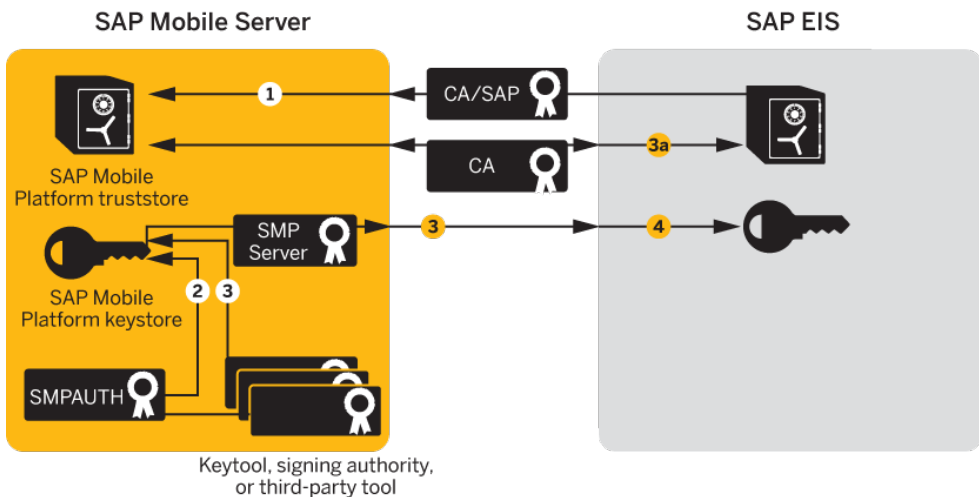 SAP Mobile Server
SAP EIS
1
CA/SAP
CA
3a
SAP Mobile
Platform truststore
SMP
Server
3
4
2
3
SAP Mobile
Platform keystore
SMPAUTH
Keytool, signing authority,
or third-party tool